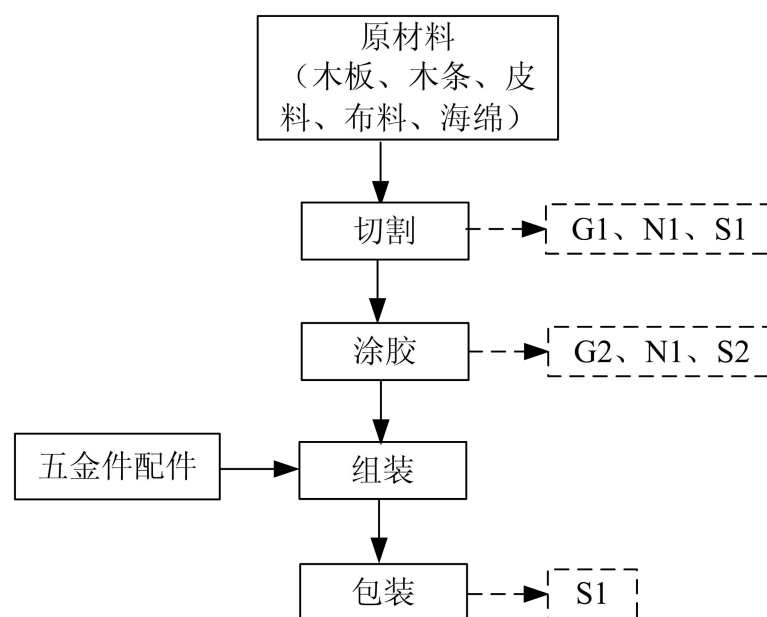 原材料
（木板、木条、皮
料、布料、海绵）
切割
G1、N1、S1
涂胶
G2、N1、S2
五金件配件
组装
包装
S1